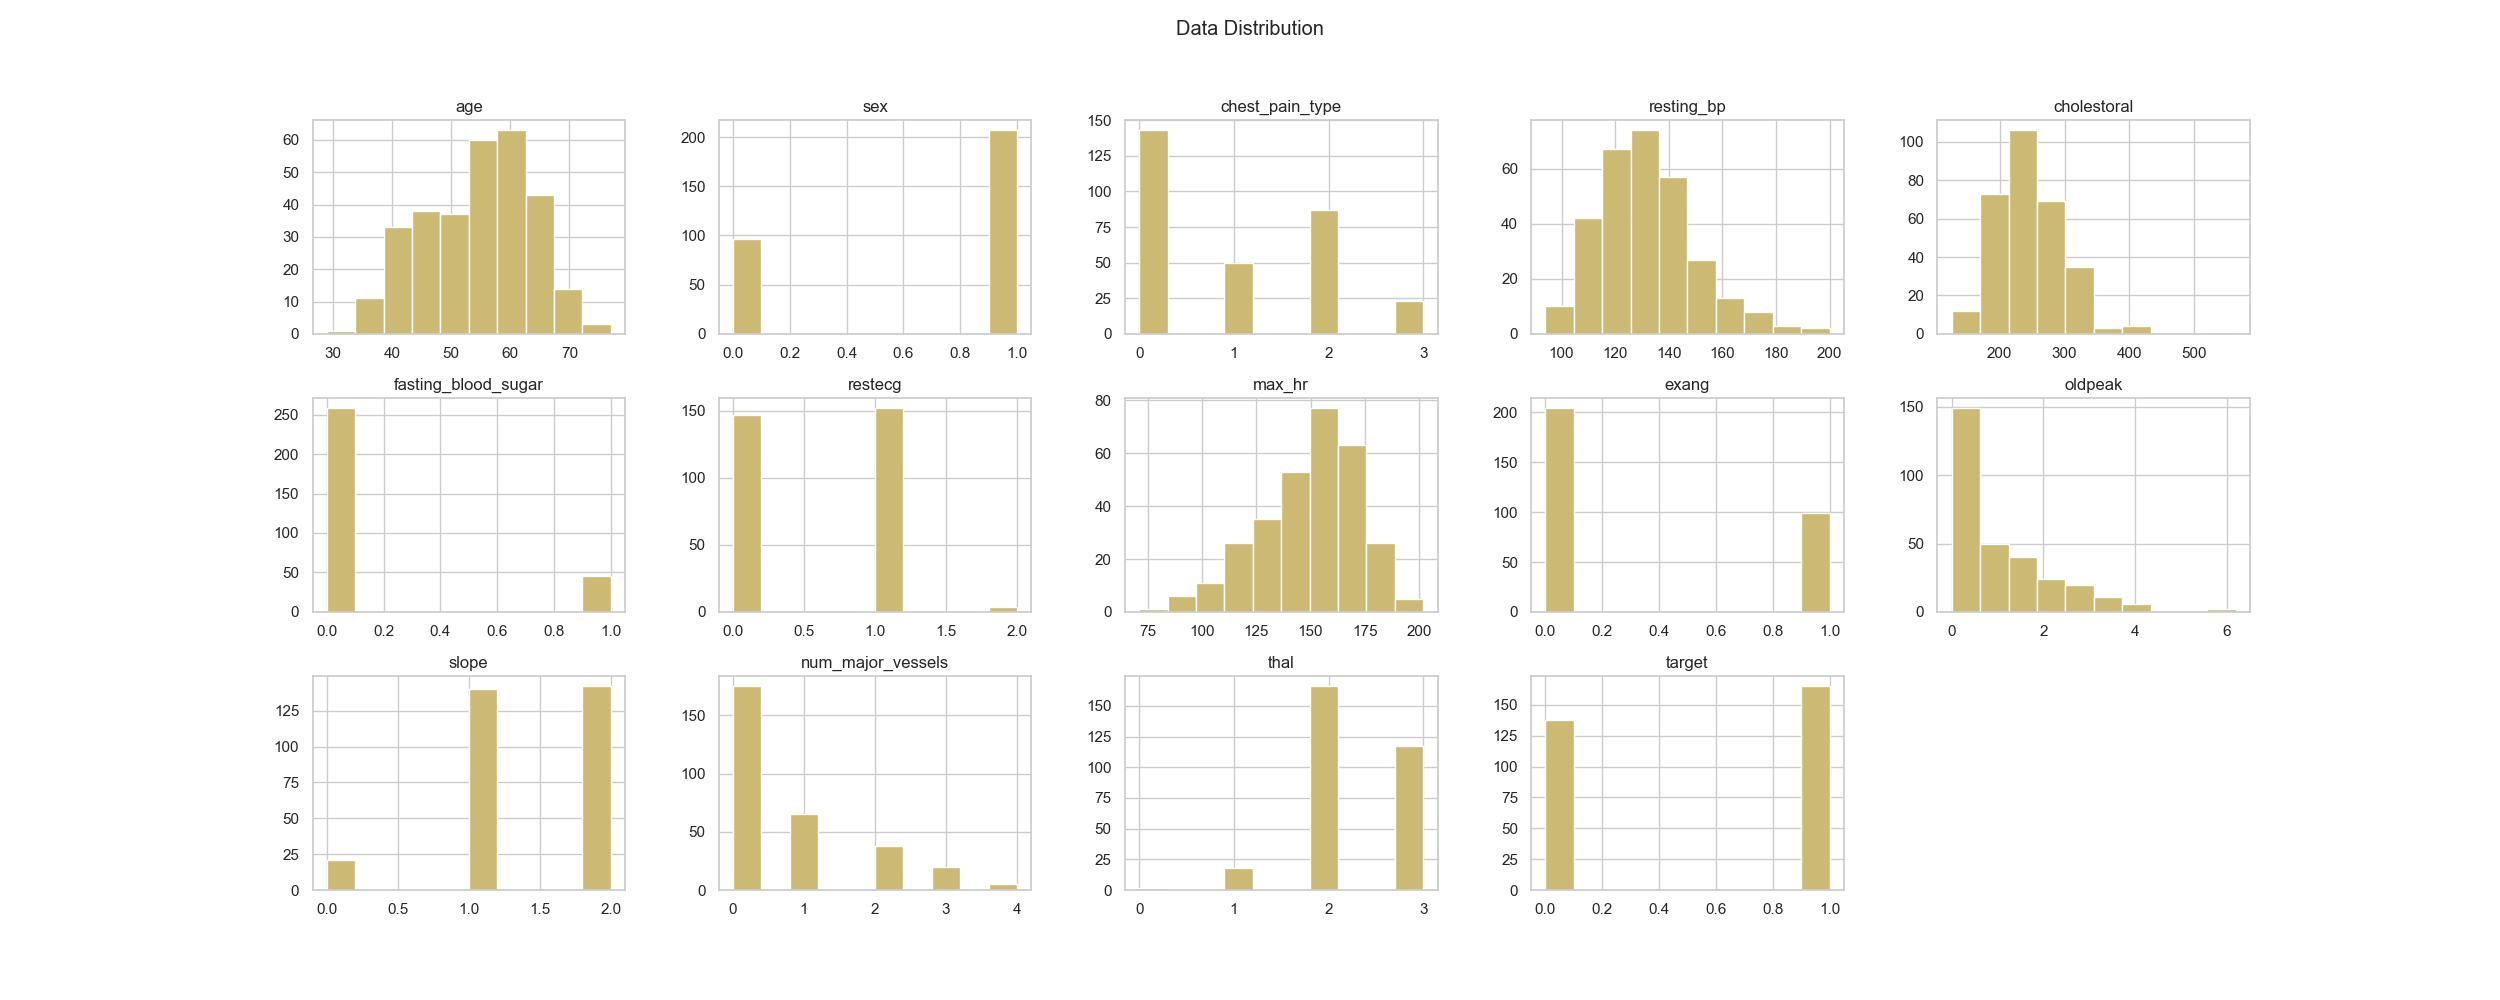 Data Distribution
age
sex
chest_pain_type
resting_bp
cholestoral
60
50
40
30
20
10
0
30 40 50 60 70
200
150
100
50
0
0.0 0.2 0.4 0.6 0.8 1.0
150
125
100
75
50
25
0
0 1 2 3
60
40
20
0
100 120 140 160 180 200
100
80
60
40
20
0
200 300 400 500
fasting_blood_sugar
restecg
max_hr
exang
oldpeak
250
200
150
100
50
0
0.0 0.2 0.4 0.6 0.8 1.0
150
100
50
0
0.0 0.5 1.0 1.5 2.0
80
60
40
20
0
75 100 125 150 175 200
200
150
100
50
0
0.0 0.2 0.4 0.6 0.8 1.0
150
100
50
0
0 2 4 6
slope
num_major_vessels
thal
target
125
100
75
50
25
0
0.0 0.5 1.0 1.5 2.0
150
100
50
0
0 1 2 3 4
150
125
100
75
50
25
0
0 1 2 3
150
125
100
75
50
25
0
0.0 0.2 0.4 0.6 0.8 1.0